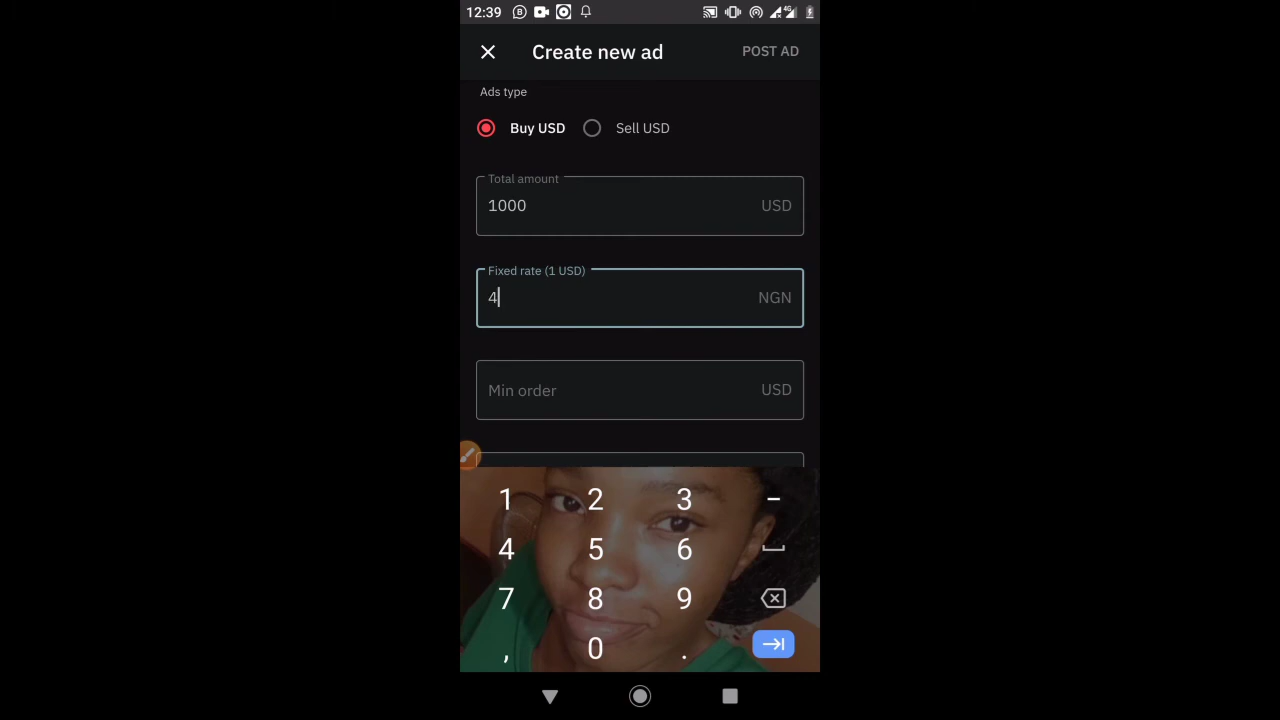 12:39 4G
Create new ad POST AD
Ads type
Buy USD Sell USD
Total amount
1000 USD
Fixed rate (1 USD)
4 NGN
Min order USD
1 2 3 -
4 5 6
7 8 9
, 0 .